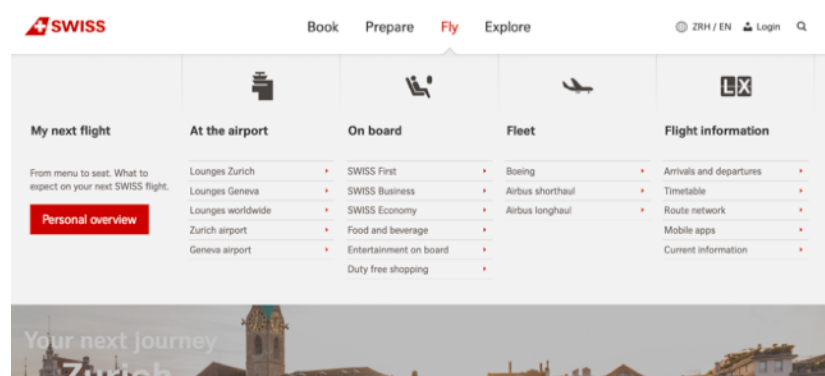 SWISS
Book Prepare Fly Explore
ZRH / EN Login
LX
My next flight
From menu to seat. What to
expect on your next SWISS flight.
Personal overview
At the airport
Lounges Zurich
Lounges Geneva
Lounges worldwide
Zurich airport
Geneva airport
On board
SWISS First
SWISS Business
SWISS Economy
Food and beverage
Entertainment on board
Duty free shopping
Fleet
Boeing
Airbus shorthaul
Airbus longhaul
Flight information
Arrivals and departures
Timetable
Route network
Mobile apps
Current information
Your next journey
Zurich